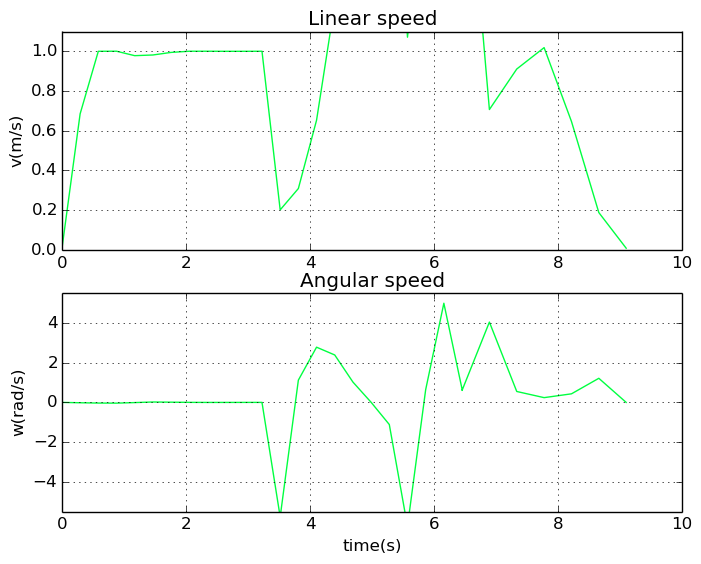 Linear speed
v(m/s)
1.0
0.8
0.6
0.4
0.2
0.0
0 2 4 6 8 10
Angular speed
w(rad/s)
4
2
0
−2
−4
0 2 4 6 8 10
time(s)